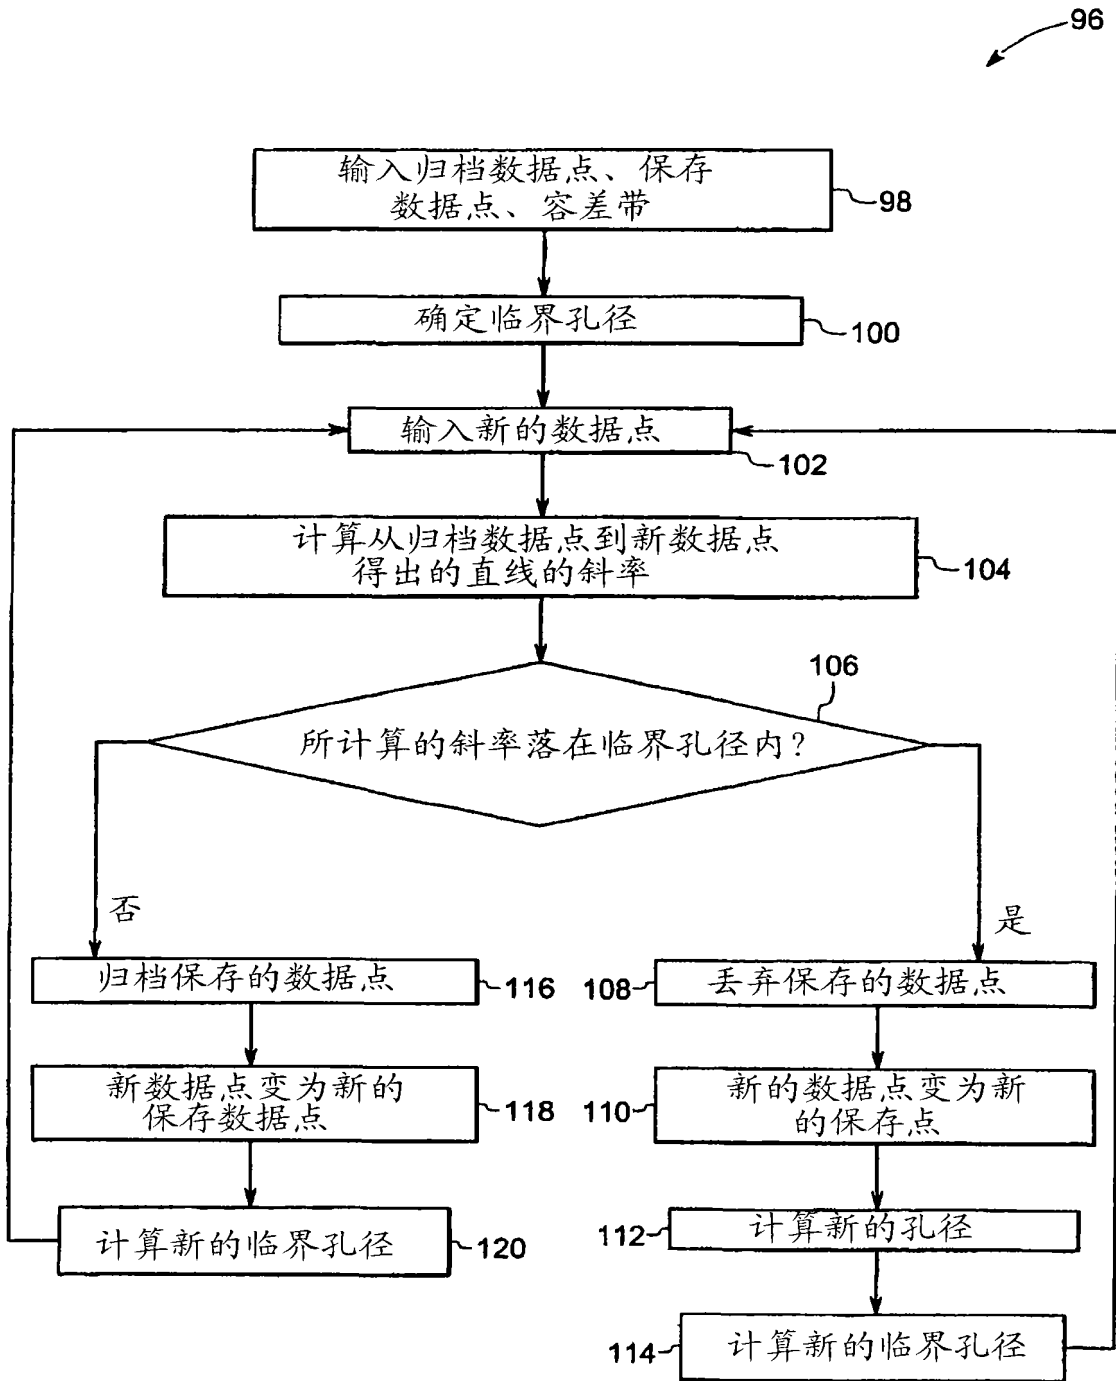 96
输入归档数据点、保存
数据点、容差带
98
确定临界孔径
100
输入新的数据点
102
计算从归档数据点到新数据点
得出的直线的斜率
104
106
所计算的斜率落在临界孔径内?
否
是
归档保存的数据点
116
108
丢弃保存的数据点
新数据点变为新的
保存数据点
118
110
新的数据点变为新
的保存点
计算新的临界孔径
120
112
计算新的孔径
114
计算新的临界孔径